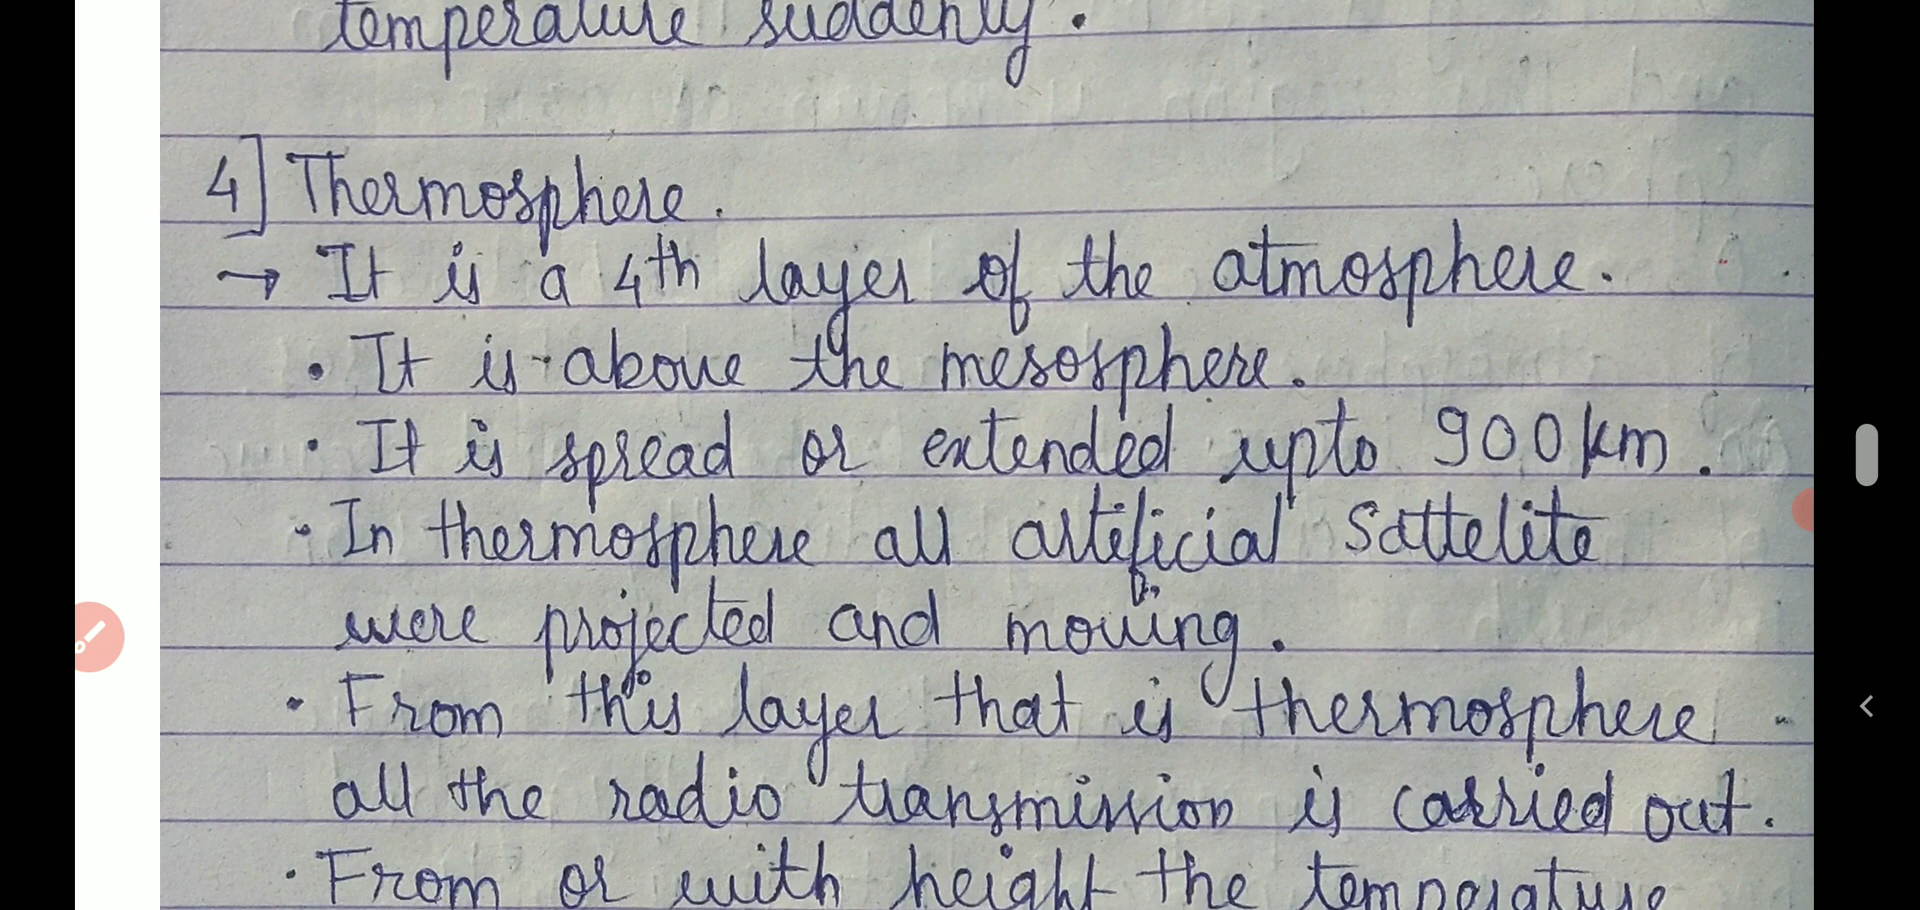 temperature suddenly.
4] Thermosphere.
→ It is a 4th layer of the atmosphere.
• It is above the mesosphere.
• It is spread or extended upto 900km.
• In thermosphere all artificial sattelite
were projected and moving.
• From this layer that is thermosphere
all the radio transmission is carried out.
• From or with height the temperature